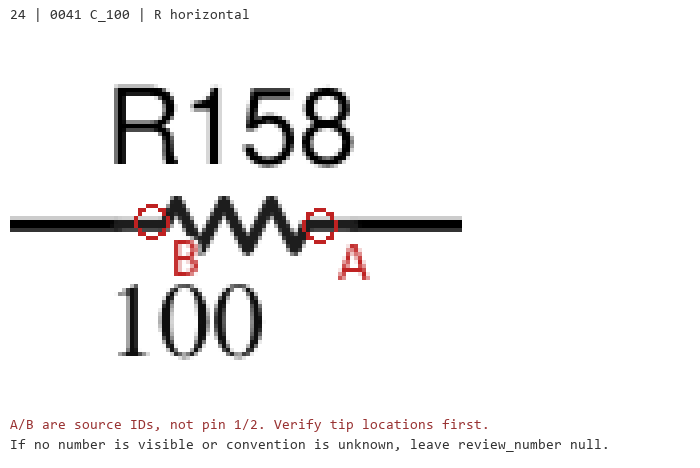 24 | 0041 C_100 | R horizontal
R158
B
A
100
A/B are source IDs, not pin 1/2. Verify tip locations first.
If no number is visible or convention is unknown, leave review_number null.